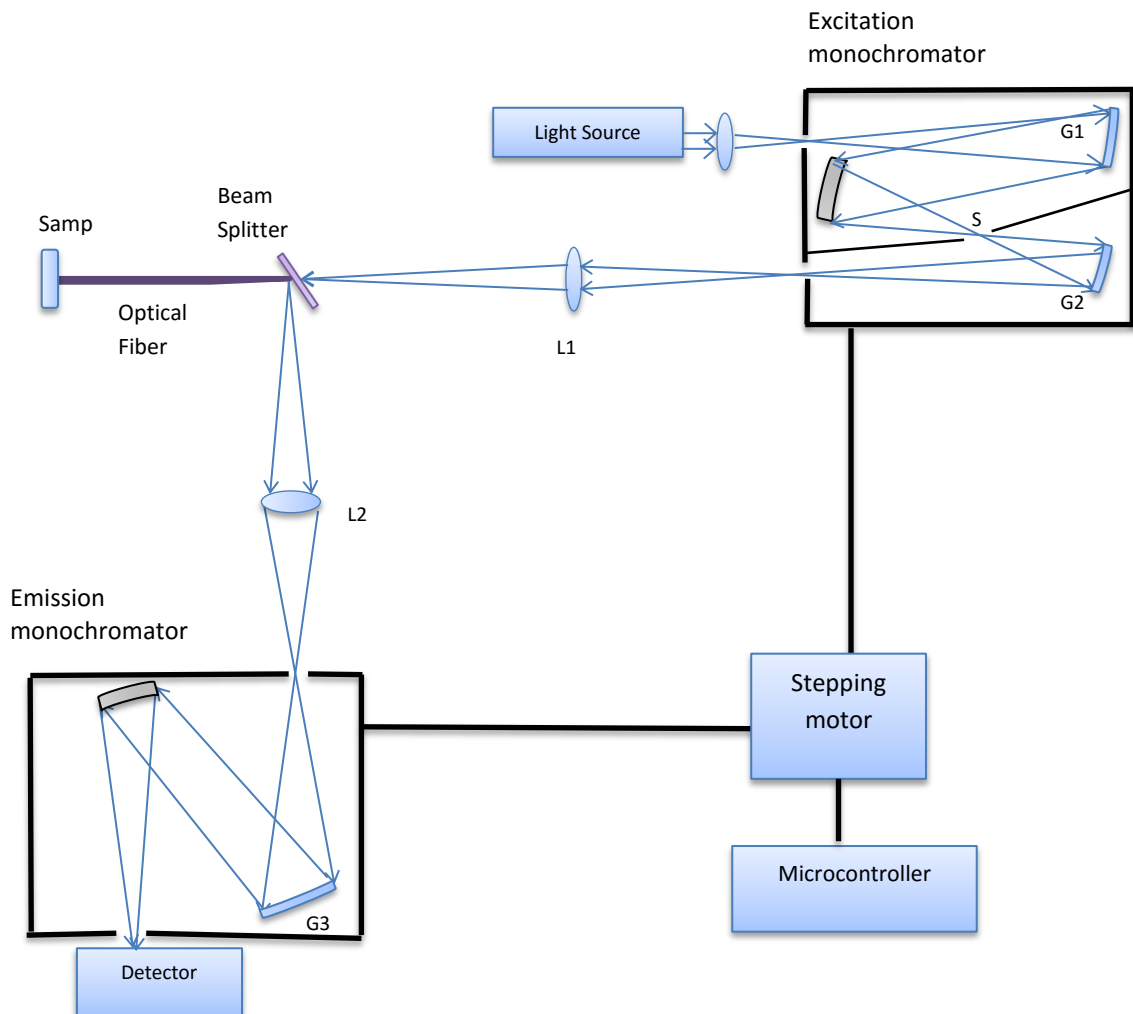 Excitation
monochromator
Light Source
G1
Beam
Splitter
Samp
S
Optical
Fiber
G2
L1
L2
Emission
monochromator
Stepping
motor
Microcontroller
G3
Detector